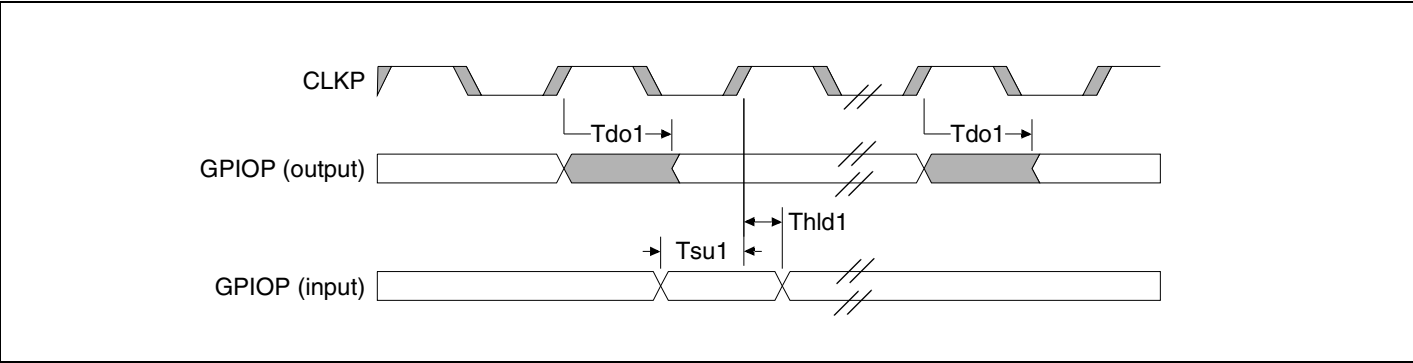 CLKP
Tdo1
Tdo1
GPIOP (output)
Thld1
Tsu1
GPIOP (input)